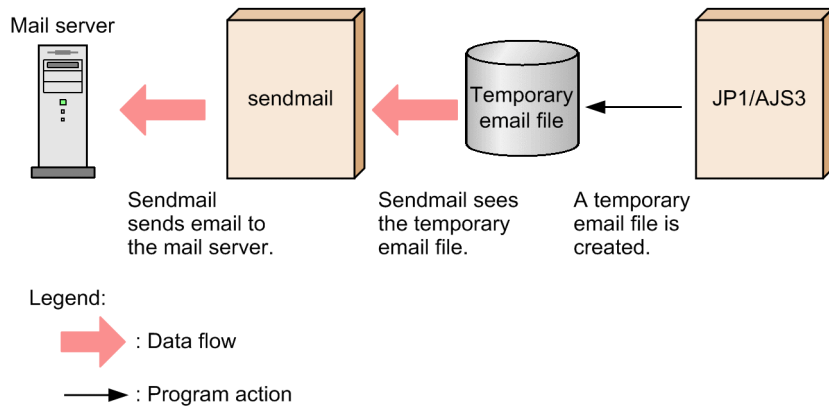 Mail server
sendmail
Temporary
email file
JP1/AJS3
Sendmail
sends email to
the mail server.
Sendmail sees
the temporary
email file.
A temporary
email file is
created.
Legend:
: Data flow
: Program action